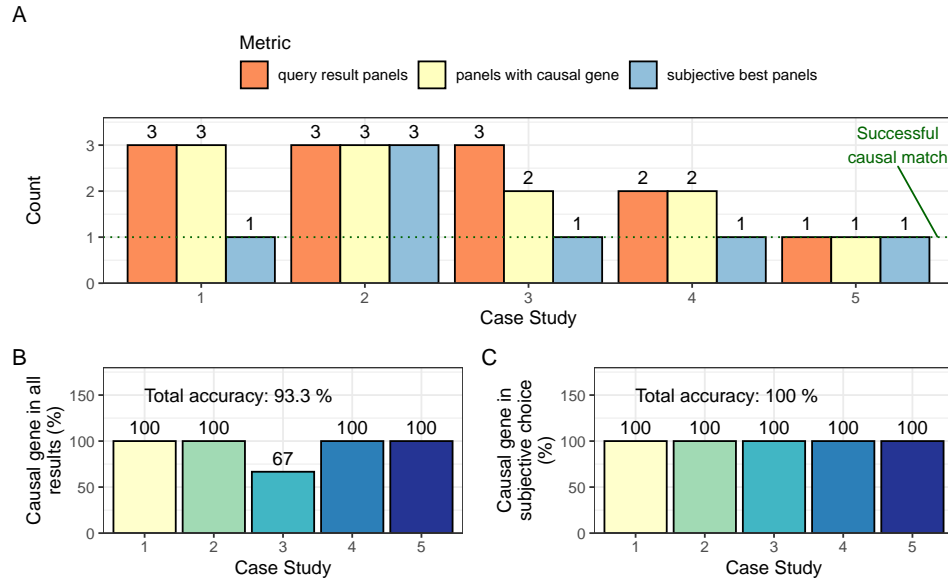 A
Metric
query result panels
panels with causal gene
subjective best panels
Count
3
2
1
0
3 3 1
3 3 3
3 2 1
2 2 1
1 1 1
Successful
causal match
1 2 3 4 5
Case Study
B
Causal gene in all
results (%)
150
100
50
0
Total accuracy: 93.3 %
100 100 67 100 100
1 2 3 4 5
Case Study
C
Causal gene in
subjective choice
(%)
150
100
50
0
Total accuracy: 100 %
100 100 100 100 100
1 2 3 4 5
Case Study